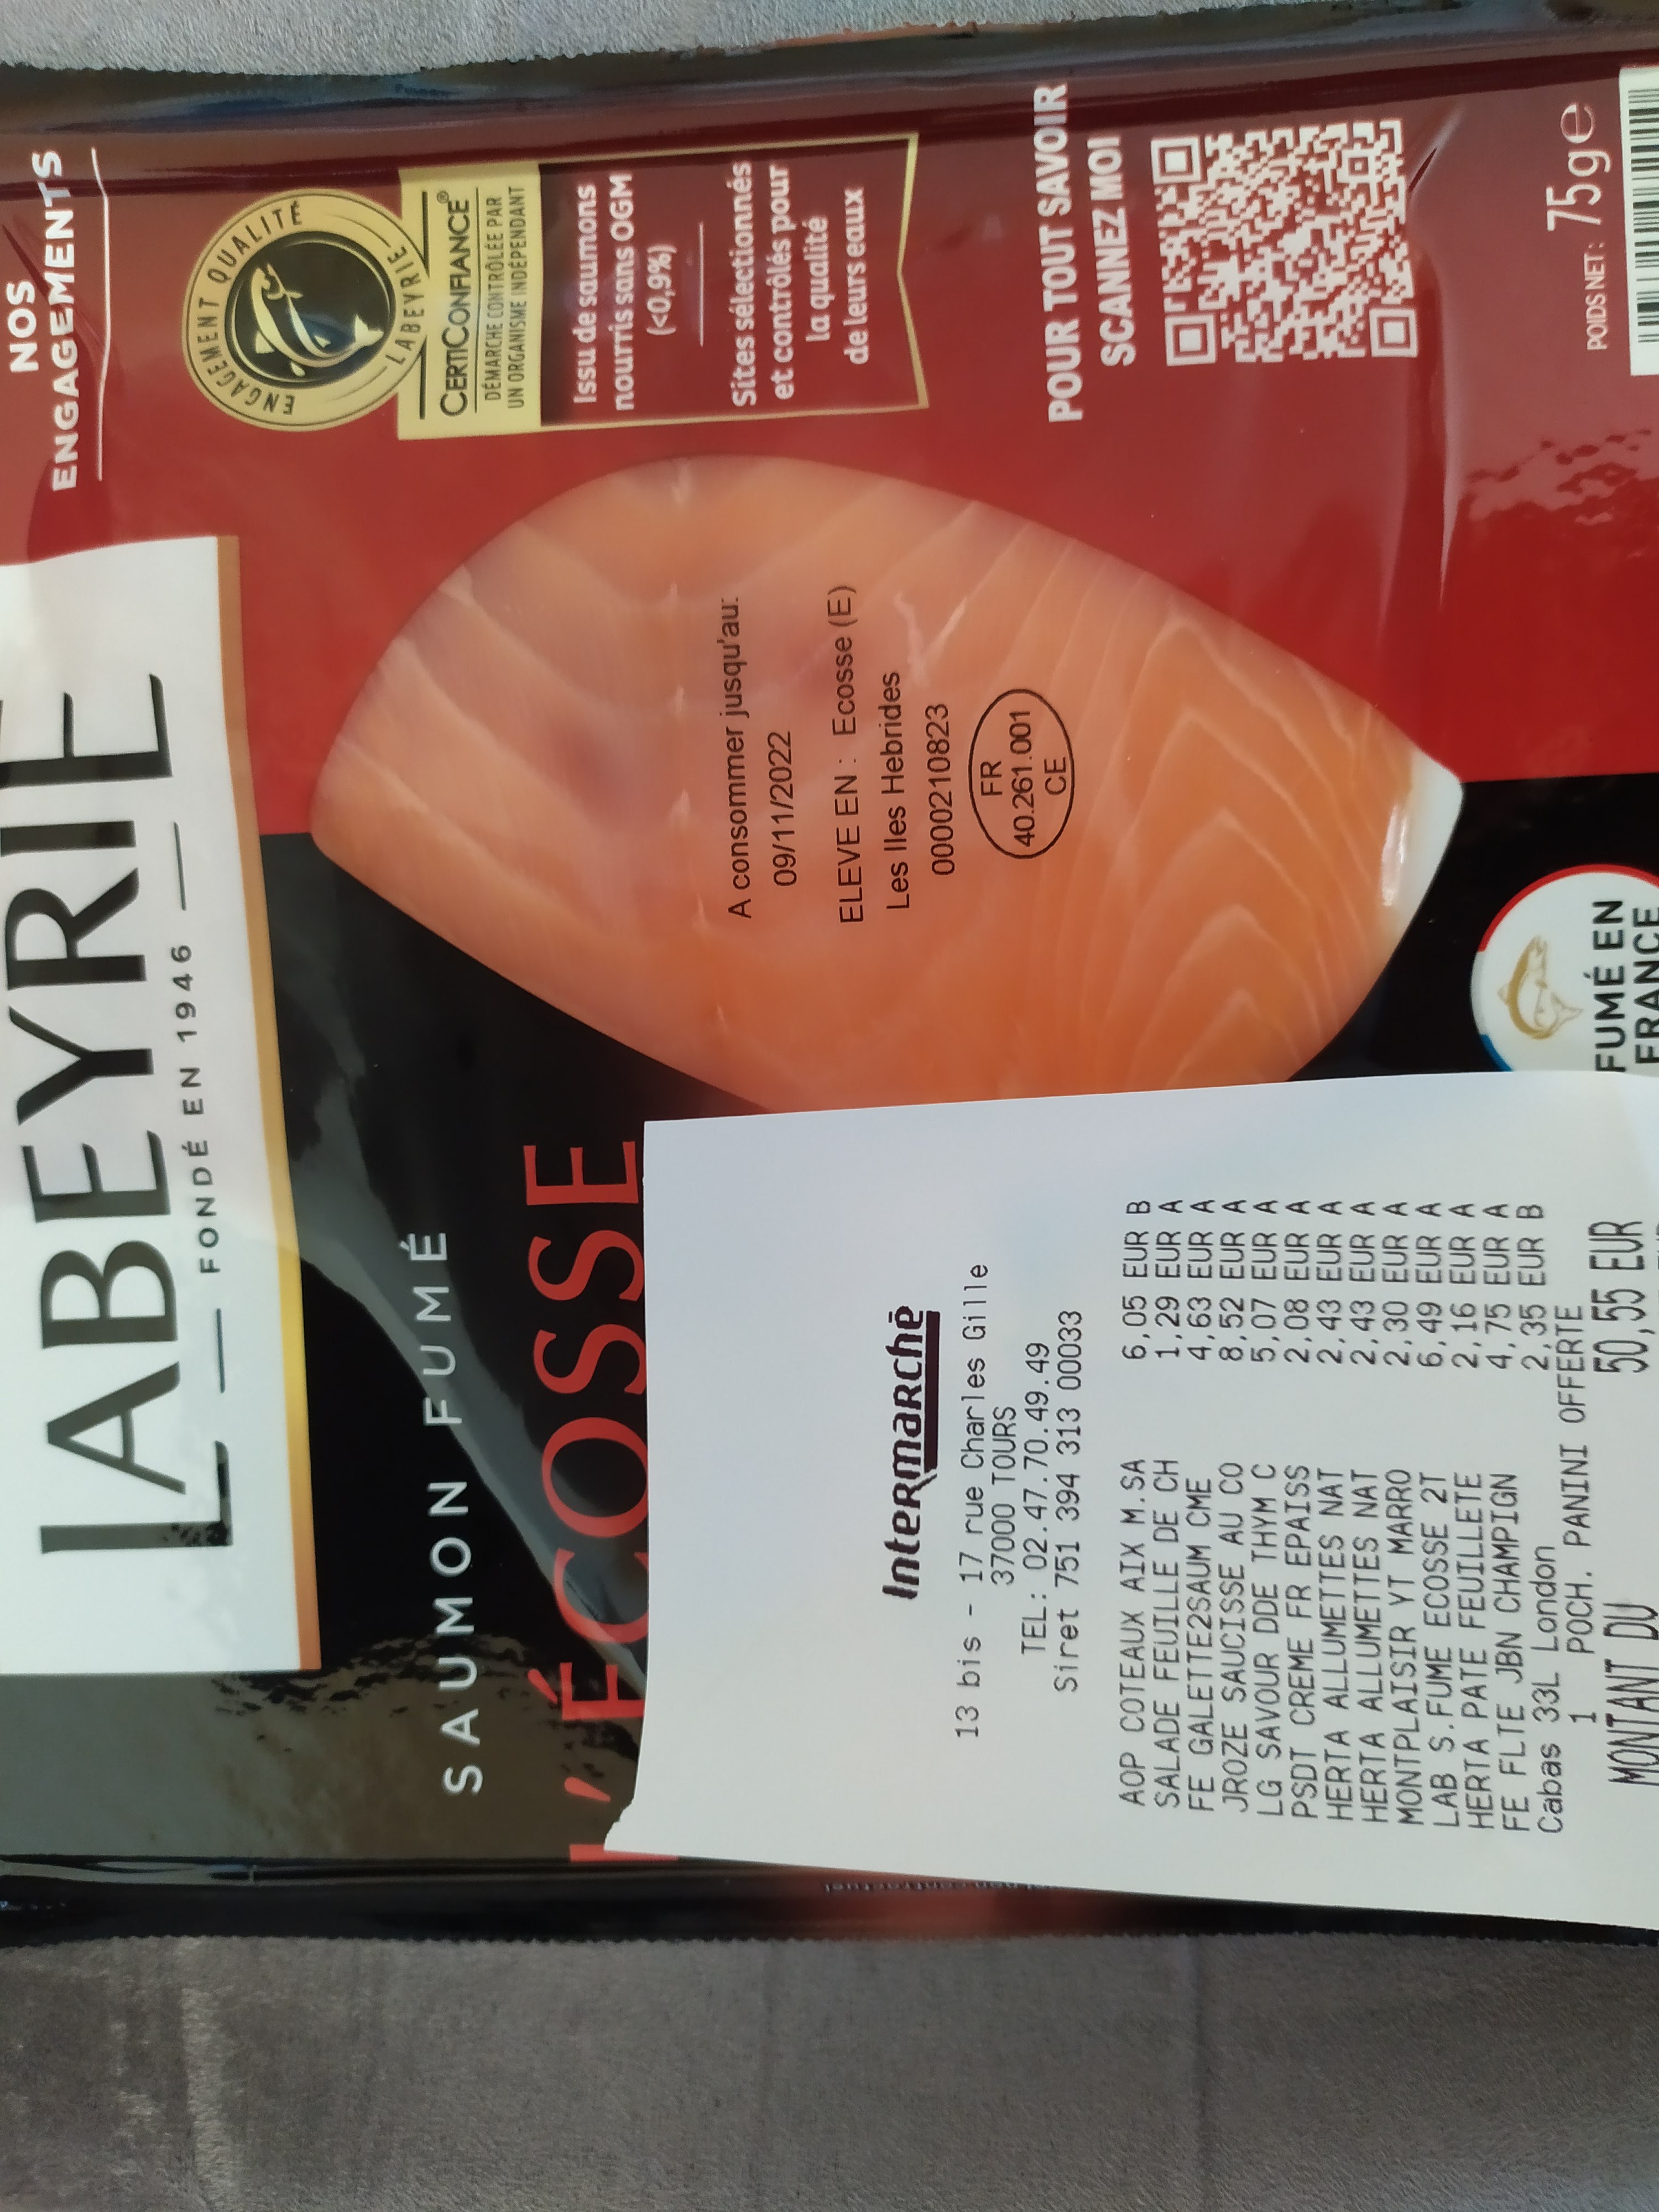 LABEYRIE
FONDÉ EN 1946
SAUMON FUMÉ
L'ÉCOSSE
NOS
ENGAGEMENTS
ENGAGEMENT QUALITE
LABEYRIE
CERTICONFIANCE®
DÉMARCHE CONTRÔLÉE PAR
UN ORGANISME INDÉPENDANT
Issu de saumons
nourris sans OGM
(<0,9%)
Sites sélectionnés
et contrôlés pour
la qualité
de leurs eaux
POUR TOUT SAVOIR
SCANNEZ MOI
POIDS NET: 75g e
A consommer jusqu'au:
09/11/2022
ELEVE EN : Ecosse (E)
Les Iles Hebrides
0000210823
FR
40.261.001
CE
FUMÉ EN
FRANCE
Intermarché
13 bis - 17 rue Charles Gille
37000 TOURS
TEL: 02.47.70.49.49
Siret 751 394 313 00033
AOP COTEAUX AIX M.SA 6,05 EUR B
SALADE FEUILLE DE CH 1,29 EUR A
FE GALETTE2SAUM CME 4,63 EUR A
JROZE SAUCISSE AU CO 8,52 EUR A
LG SAVOUR DDE THYM C 5,07 EUR A
PSDT CREME FR EPAISS 2,08 EUR A
HERTA ALLUMETTES NAT 2,43 EUR A
HERTA ALLUMETTES NAT 2,43 EUR A
MONTPLAISIR YT MARRO 2,30 EUR A
LAB S.FUME ECOSSE 2T 6,49 EUR A
HERTA PATE FEUILLETE 2,16 EUR A
FE FLTE JBN CHAMPIGN 4,75 EUR A
Cabas 33L London 2,35 EUR B
1 POCH. PANINI OFFERTE
MONTANT DU 50,55 EUR